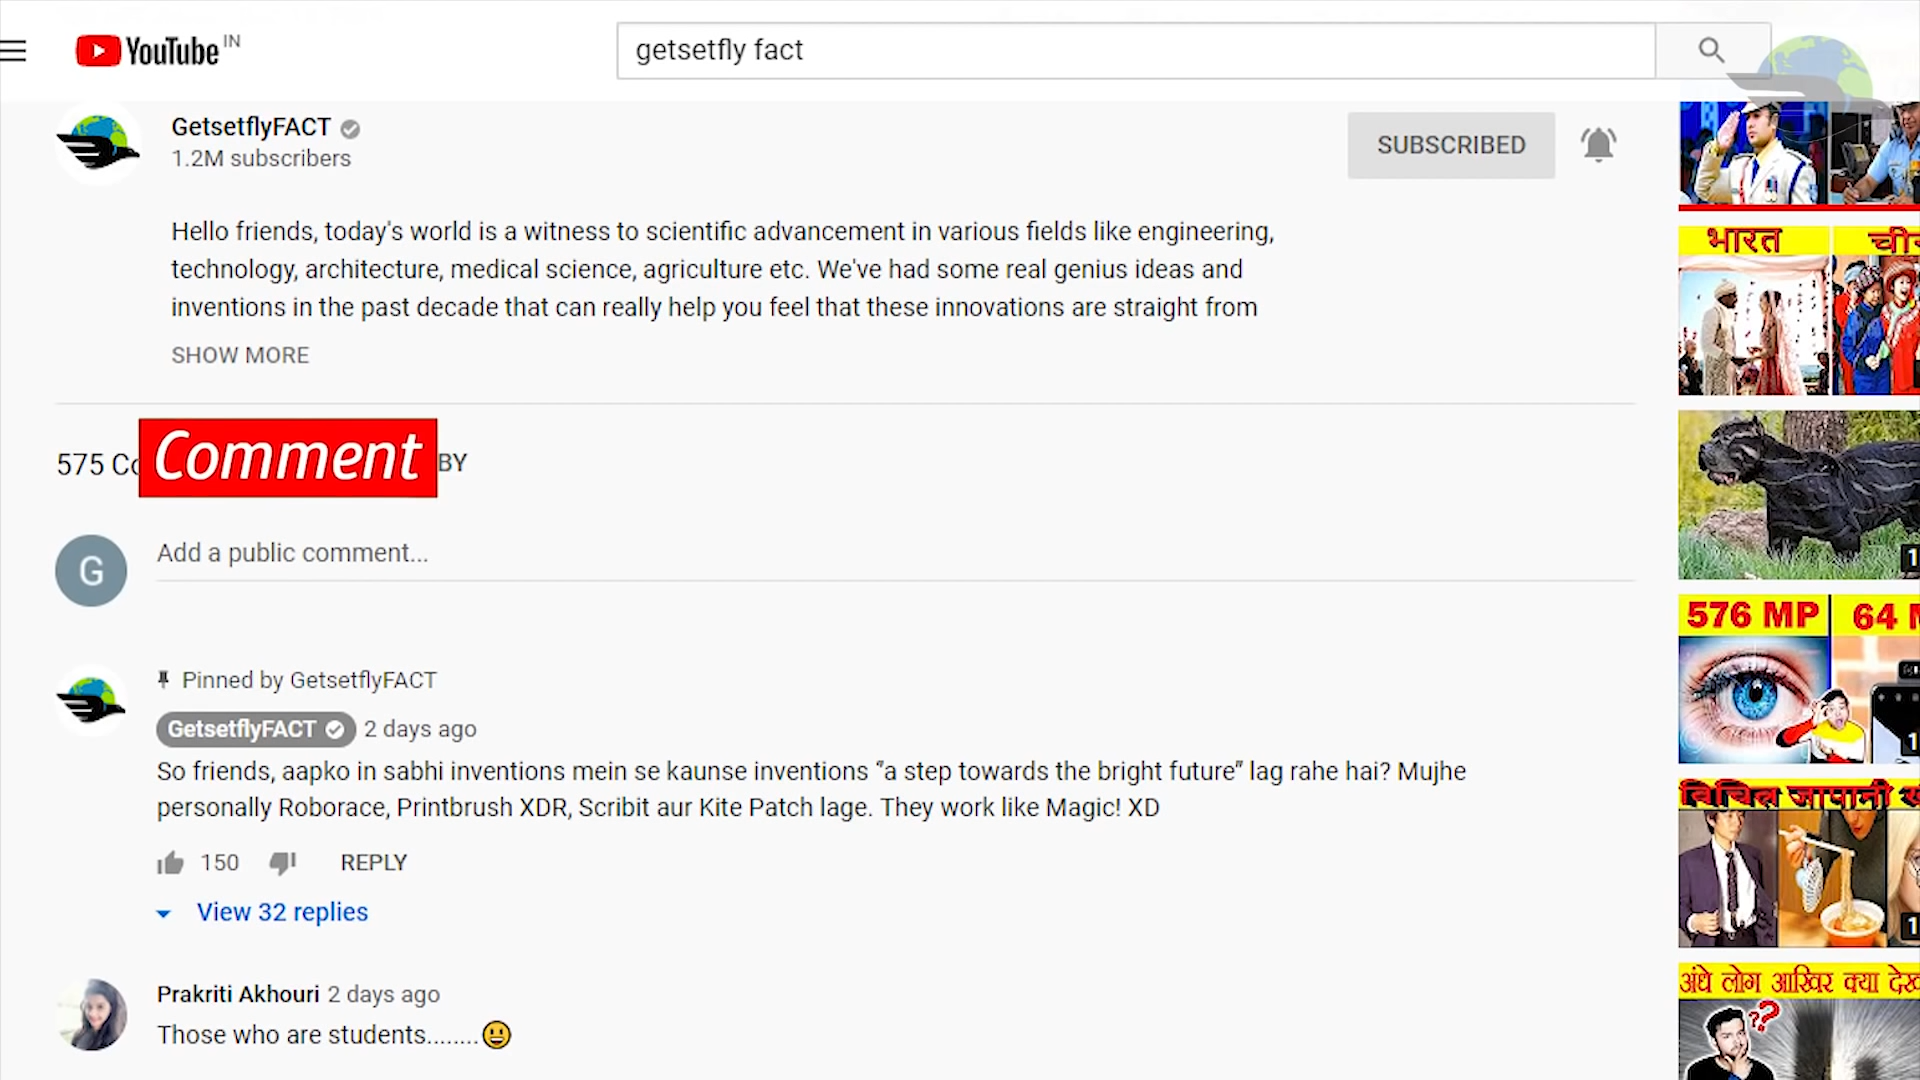 YouTube IN
getsetfly fact
GetsetflyFACT
1.2M subscribers
SUBSCRIBED
Hello friends, today's world is a witness to scientific advancement in various fields like engineering,
technology, architecture, medical science, agriculture etc. We've had some real genius ideas and
inventions in the past decade that can really help you feel that these innovations are straight from
SHOW MORE
575 Co
Comment
BY
G
Add a public comment...
Pinned by GetsetflyFACT
GetsetflyFACT 2 days ago
So friends, aapko in sabhi inventions mein se kaunse inventions "a step towards the bright future" lag rahe hai? Mujhe
personally Roborace, Printbrush XDR, Scribit aur Kite Patch lage. They work like Magic! XD
150 REPLY
View 32 replies
Prakriti Akhouri 2 days ago
Those who are students........😀
भारत
1
576 MP 64
1
विचित्र जापानी
1
अंधे लोग आखिर क्या
??